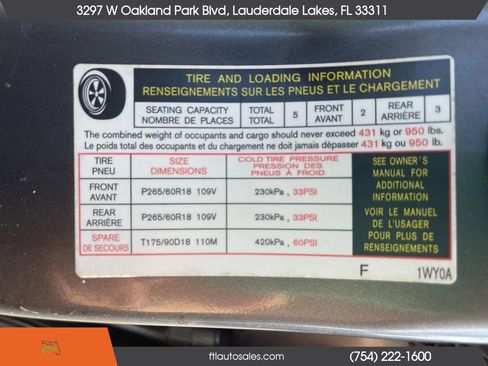 3297 W Oakland Park Blvd, Lauderdale Lakes, FL 33311
TIRE AND LOADING INFORMATION
RENSEIGNEMENTS SUR LES PNEUS ET LE CHARGEMENT
SEATING CAPACITY TOTAL 5 FRONT 2 REAR 3
NOMBRE DE PLACES TOTAL AVANT ARRIÈRE
The combined weight of occupants and cargo should never exceed 431 kg or 950 lbs.
Le poids total des occupants et du chargement ne doit jamais dépasser 431 kg ou 950 lb.
TIRE SIZE COLD TIRE PRESSURE
PNEU DIMENSIONS PRESSION DES
PNEUS À FROID
FRONT
AVANT P265/60R18 109V 230kPa , 33PSI
REAR
ARRIÈRE P265/60R18 109V 230kPa , 33PSI
SPARE
DE SECOURS T175/90D18 110M 420kPa , 60PSI
SEE OWNER'S
MANUAL FOR
ADDITIONAL
INFORMATION
VOIR LE MANUEL
DE L'USAGER
POUR PLUS DE
RENSEIGNEMENTS
F 1WY0A
ftlautosales.com
(754) 222-1600